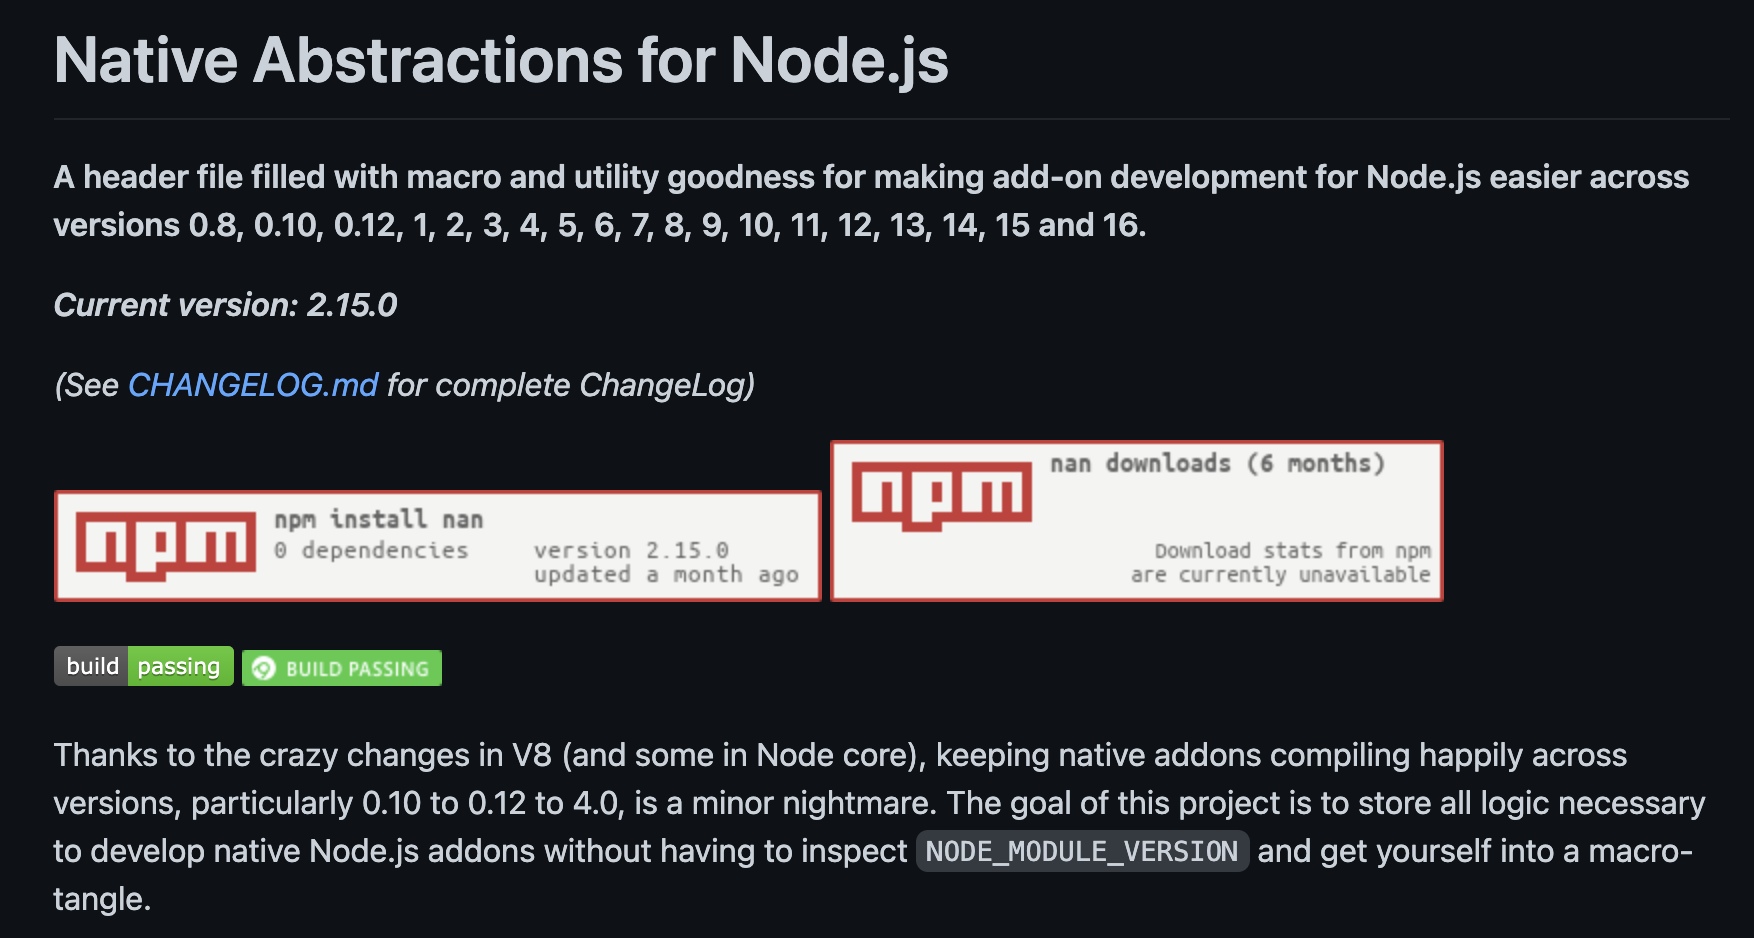 Native Abstractions for Node.js
A header file filled with macro and utility goodness for making add-on development for Node.js easier across
versions 0.8, 0.10, 0.12, 1, 2, 3, 4, 5, 6, 7, 8, 9, 10, 11, 12, 13, 14, 15 and 16.
Current version: 2.15.0
(See CHANGELOG.md for complete ChangeLog)
npm
npm install nan
0 dependencies
version 2.15.0
updated a month ago
npm
nan downloads (6 months)
Download stats from npm
are currently unavailable
build passing
BUILD PASSING
Thanks to the crazy changes in V8 (and some in Node core), keeping native addons compiling happily across
versions, particularly 0.10 to 0.12 to 4.0, is a minor nightmare. The goal of this project is to store all logic necessary
to develop native Node.js addons without having to inspect NODE_MODULE_VERSION and get yourself into a macro-
tangle.